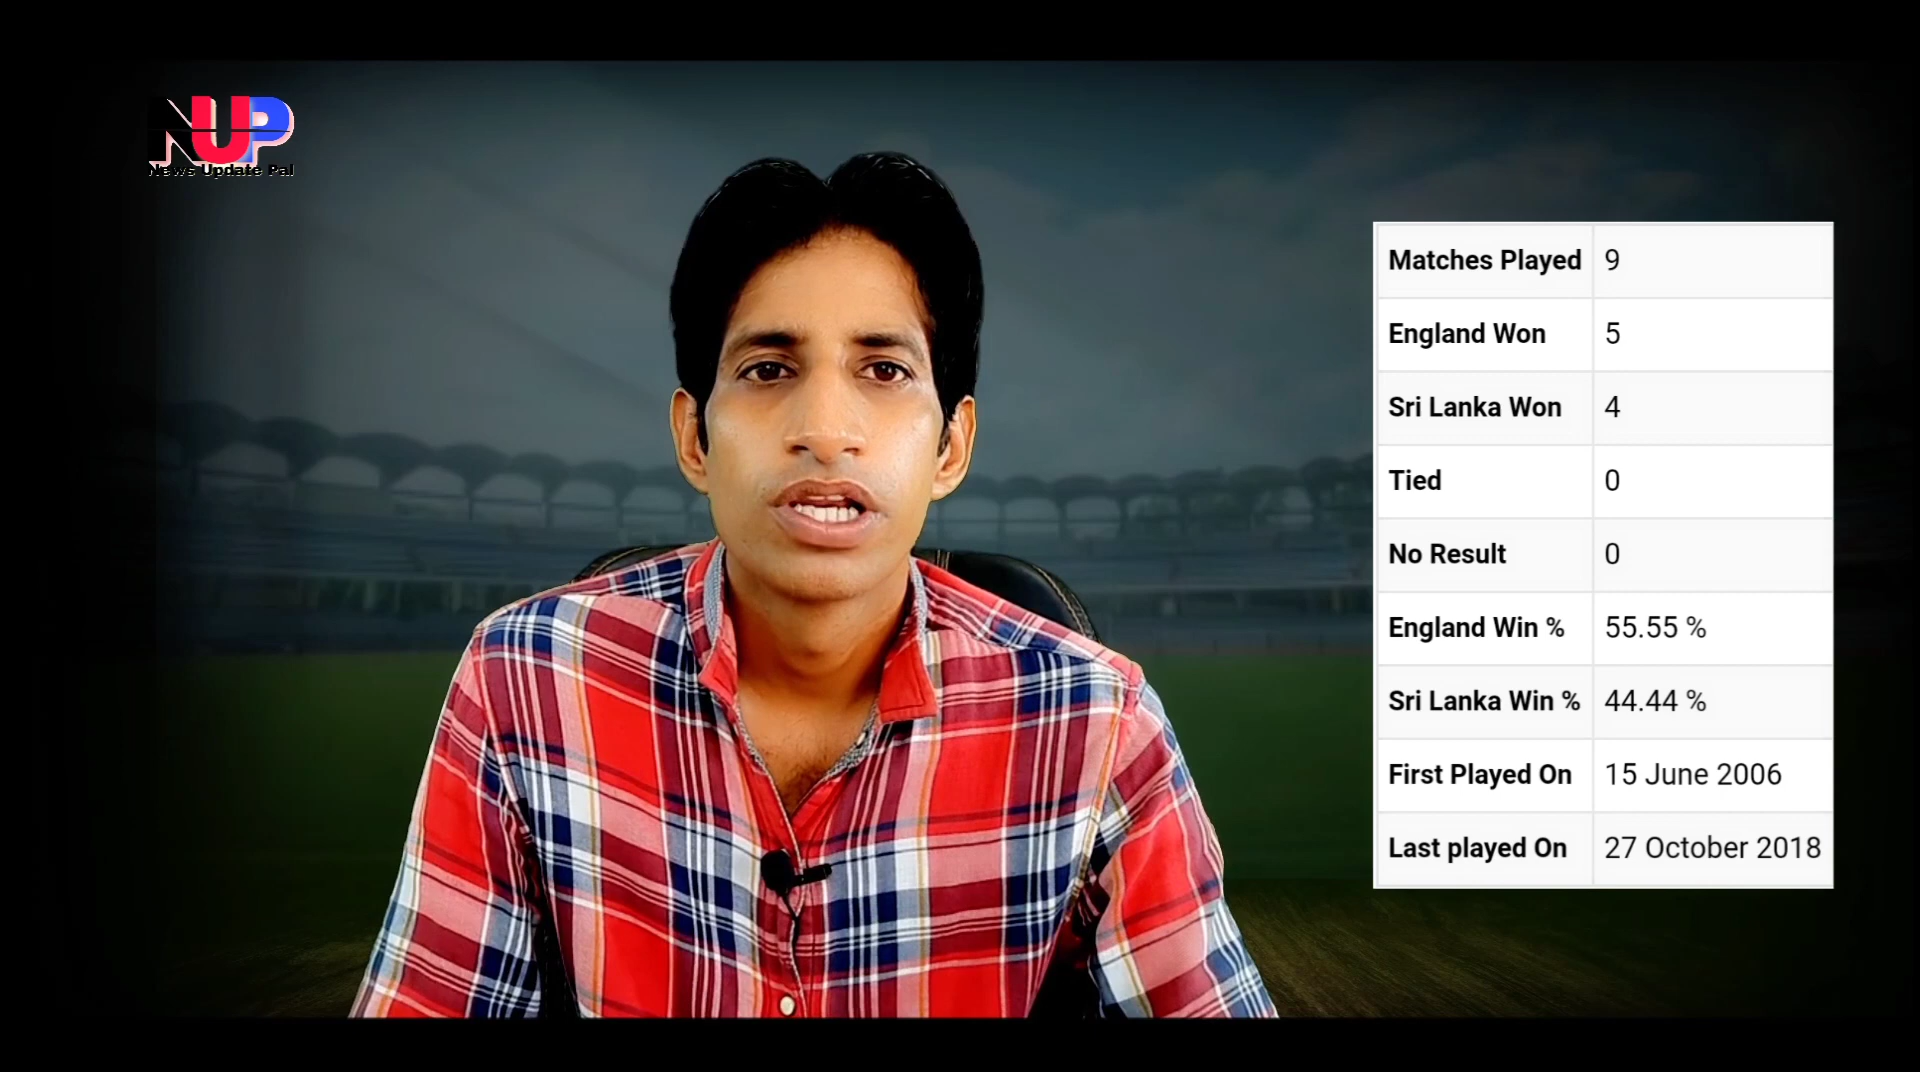 NUP
News Update Pal
Matches Played 9
England Won 5
Sri Lanka Won 4
Tied 0
No Result 0
England Win % 55.55 %
Sri Lanka Win % 44.44 %
First Played On 15 June 2006
Last played On 27 October 2018